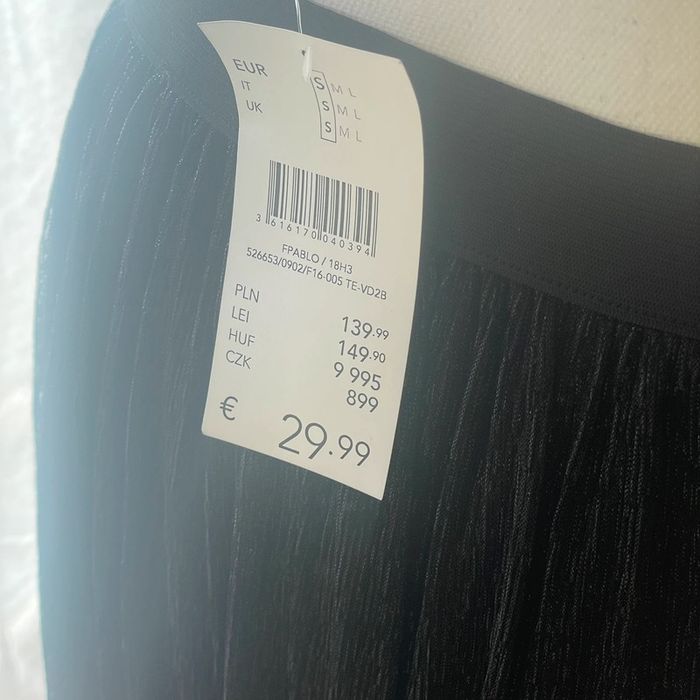 EUR S M L
IT S M L
UK S M L
3 616170 040394
FPABLO / 18H3
526653/0902/F16-005 TE-VD2B
PLN 139.99
LEI 149.90
HUF 9 995
CZK 899
€ 29.99